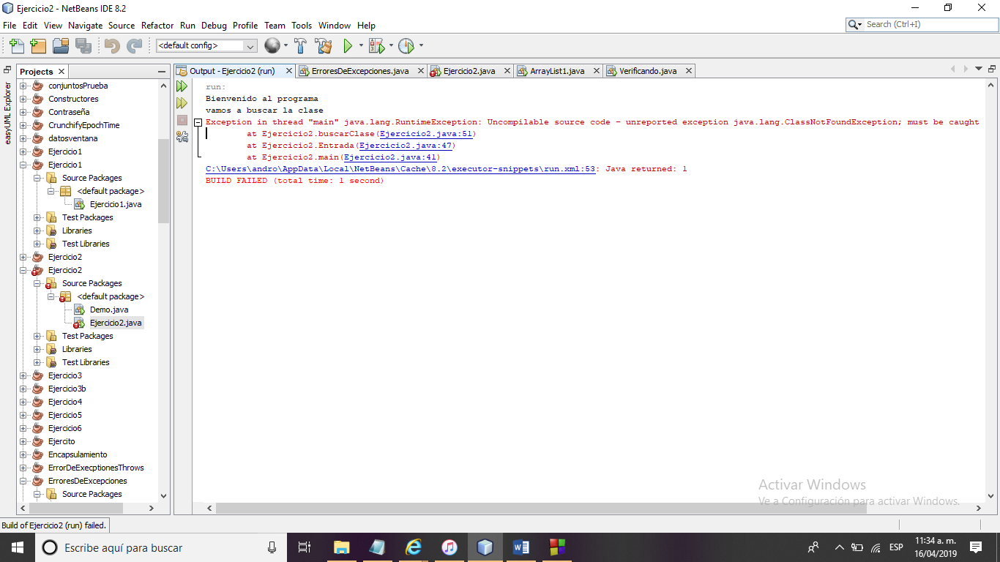 Ejercicio2 - NetBeans IDE 8.2
File Edit View Navigate Source Refactor Run Debug Profile Team Tools Window Help
Search (Ctrl+I)
<default config>
easyUML Explorer
Projects
conjuntosPrueba
Constructores
Contraseña
CrunchifyEpochTime
datosventana
Ejercicio1
Ejercicio1
Source Packages
<default package>
Ejercicio1.java
Test Packages
Libraries
Test Libraries
Ejercicio2
Ejercicio2
Source Packages
<default package>
Demo.java
Ejercicio2.java
Test Packages
Libraries
Test Libraries
Ejercicio3
Ejercicio3b
Ejercicio4
Ejercicio5
Ejercicio6
Ejercito
Encapsulamiento
ErrorDeExecptionesThrows
ErroresDeExcepciones
Source Packages
Output - Ejercicio2 (run) ErroresDeExcepciones.java Ejercicio2.java ArrayList1.java Verificando.java
run:
Bienvenido al programa
vamos a buscar la clase
Exception in thread "main" java.lang.RuntimeException: Uncompilable source code - unreported exception java.lang.ClassNotFoundException; must be caught
at Ejercicio2.buscarClase(Ejercicio2.java:51)
at Ejercicio2.Entrada(Ejercicio2.java:47)
at Ejercicio2.main(Ejercicio2.java:41)
C:\Users\andro\AppData\Local\NetBeans\Cache\8.2\executor-snippets\run.xml:53: Java returned: 1
BUILD FAILED (total time: 1 second)
Activar Windows
Ve a Configuración para activar Windows.
Build of Ejercicio2 (run) failed.
Escribe aquí para buscar
ESP
11:34 a. m.
16/04/2019